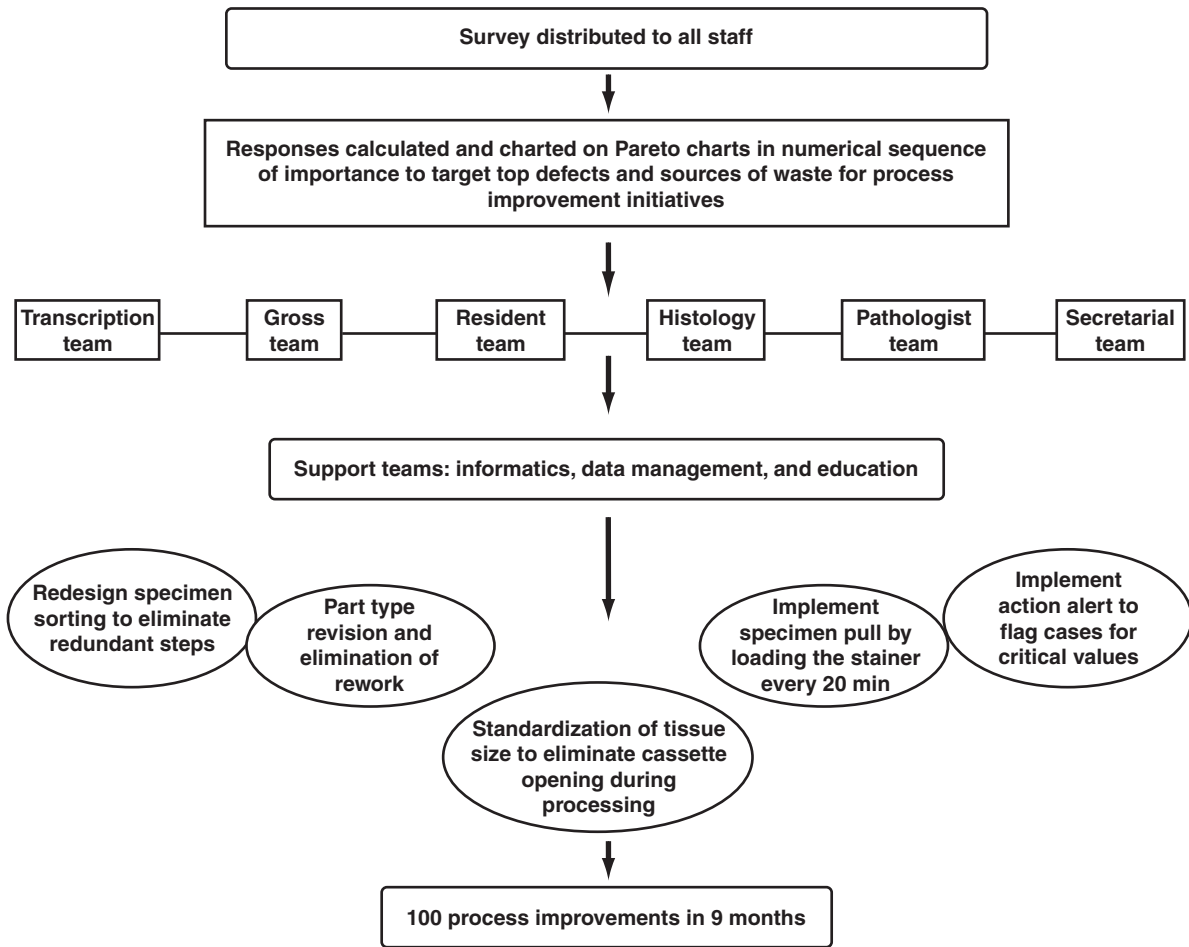 Survey distributed to all staff
Responses calculated and charted on Pareto charts in numerical sequence
of importance to target top defects and sources of waste for process
improvement initiatives
Transcription
team
Gross
team
Resident
team
Histology
team
Pathologist
team
Secretarial
team
Support teams: informatics, data management, and education
Redesign specimen
sorting to eliminate
redundant steps
Part type
revision and
elimination of
rework
Standardization of tissue
size to eliminate cassette
opening during
processing
Implement
specimen pull by
loading the stainer
every 20 min
Implement
action alert to
flag cases for
critical values
100 process improvements in 9 months